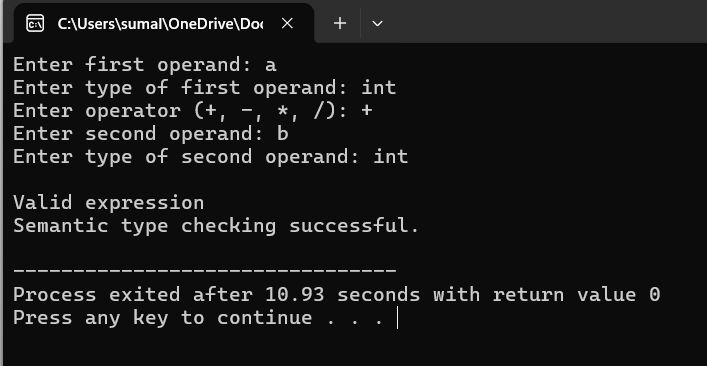 C:\Users\sumal\OneDrive\Doc
Enter first operand: a
Enter type of first operand: int
Enter operator (+, -, *, /): +
Enter second operand: b
Enter type of second operand: int
Valid expression
Semantic type checking successful.
--------------------------------
Process exited after 10.93 seconds with return value 0
Press any key to continue . . .